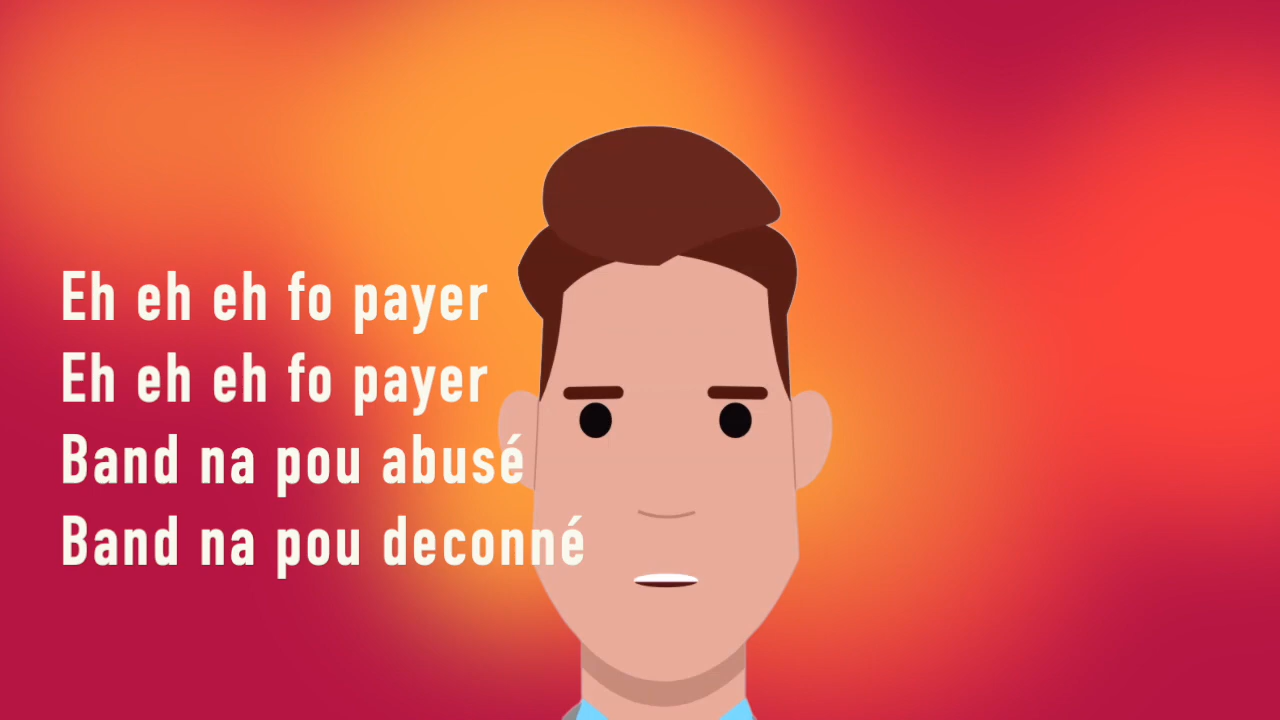 Eh eh eh fo payer
Eh eh eh fo payer
Band na pou abusé
Band na pou deconné